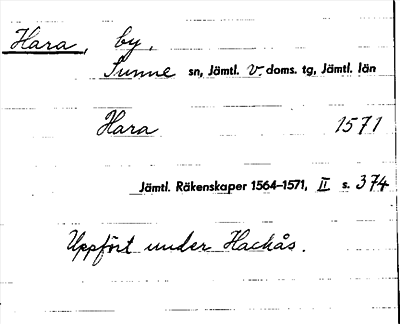 Hara, by,
Sunne sn, Jämtl. v. doms. tg, Jämtl. län
Hara 1571
Jämtl. Räkenskaper 1564–1571, II s. 374
Uppfört under Hackås.